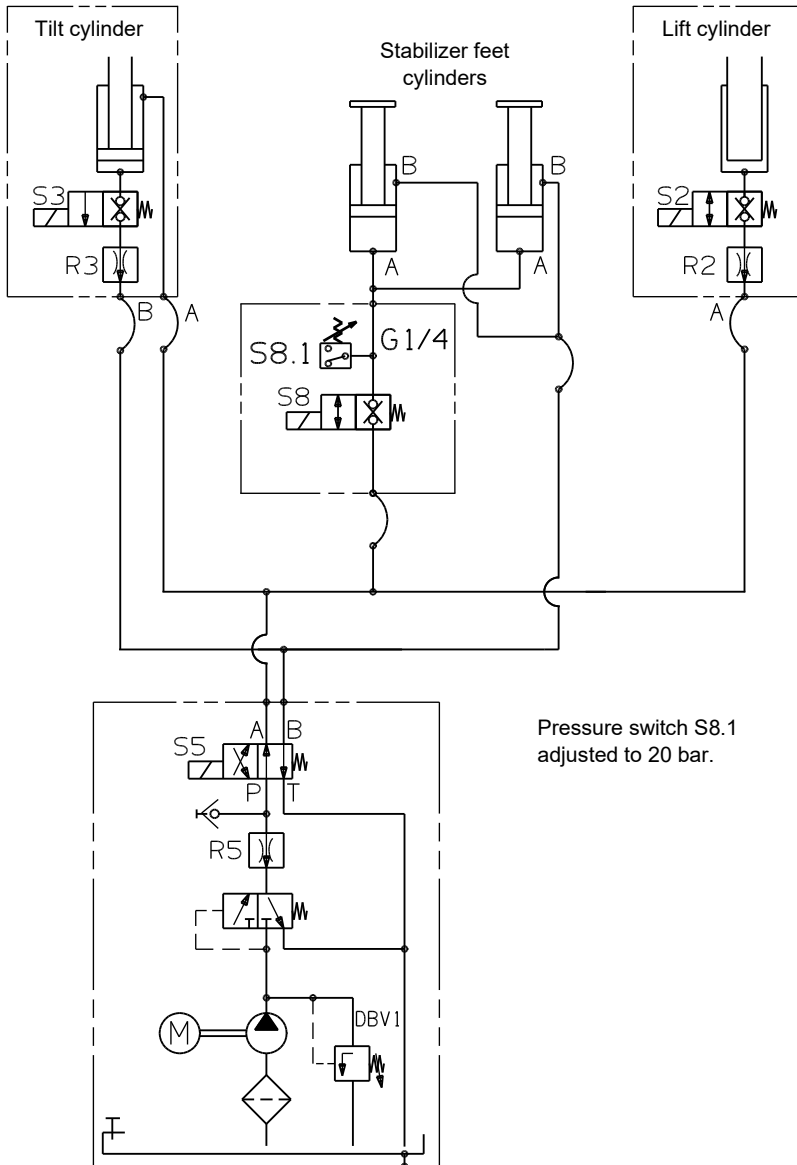 Tilt cylinder
Stabilizer feet
cylinders
Lift cylinder
S3
R3
B
A
B
A
B
A
S2
R2
A
S8.1
G1/4
S8
Pressure switch S8.1
adjusted to 20 bar.
A
B
S5
P
T
R5
DBV1
M